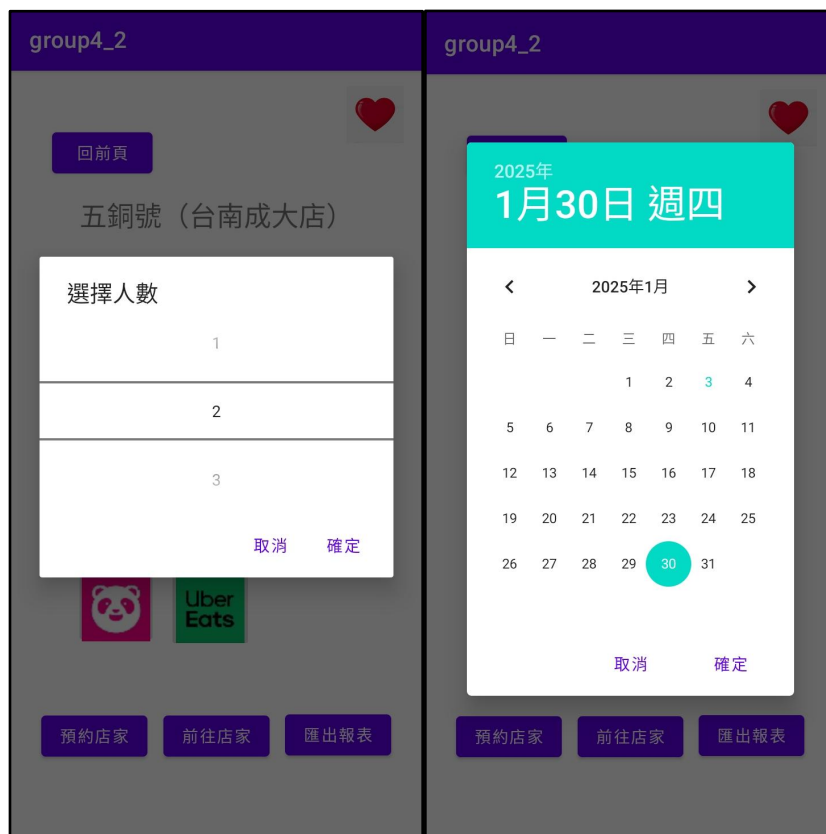 group4_2
回前頁
五銅號（台南成大店）
選擇人數
1
2
3
取消 確定
Uber
Eats
預約店家 前往店家 匯出報表
group4_2
2025年
1月30日 週四
2025年1月
日 一 二 三 四 五 六
1 2 3 4
5 6 7 8 9 10 11
12 13 14 15 16 17 18
19 20 21 22 23 24 25
26 27 28 29 30 31
取消 確定
預約店家 前往店家 匯出報表